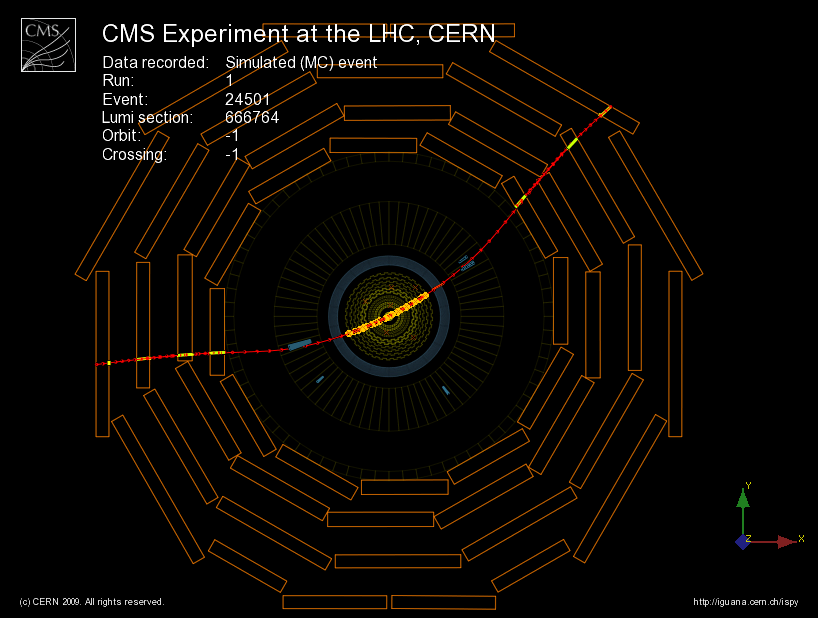 CMS
CMS Experiment at the LHC, CERN
Data recorded: Simulated (MC) event
Run: 1
Event: 24501
Lumi section: 666764
Orbit: -1
Crossing: -1
Y
Z
X
(c) CERN 2009. All rights reserved.
http://iguana.cern.ch/ispy